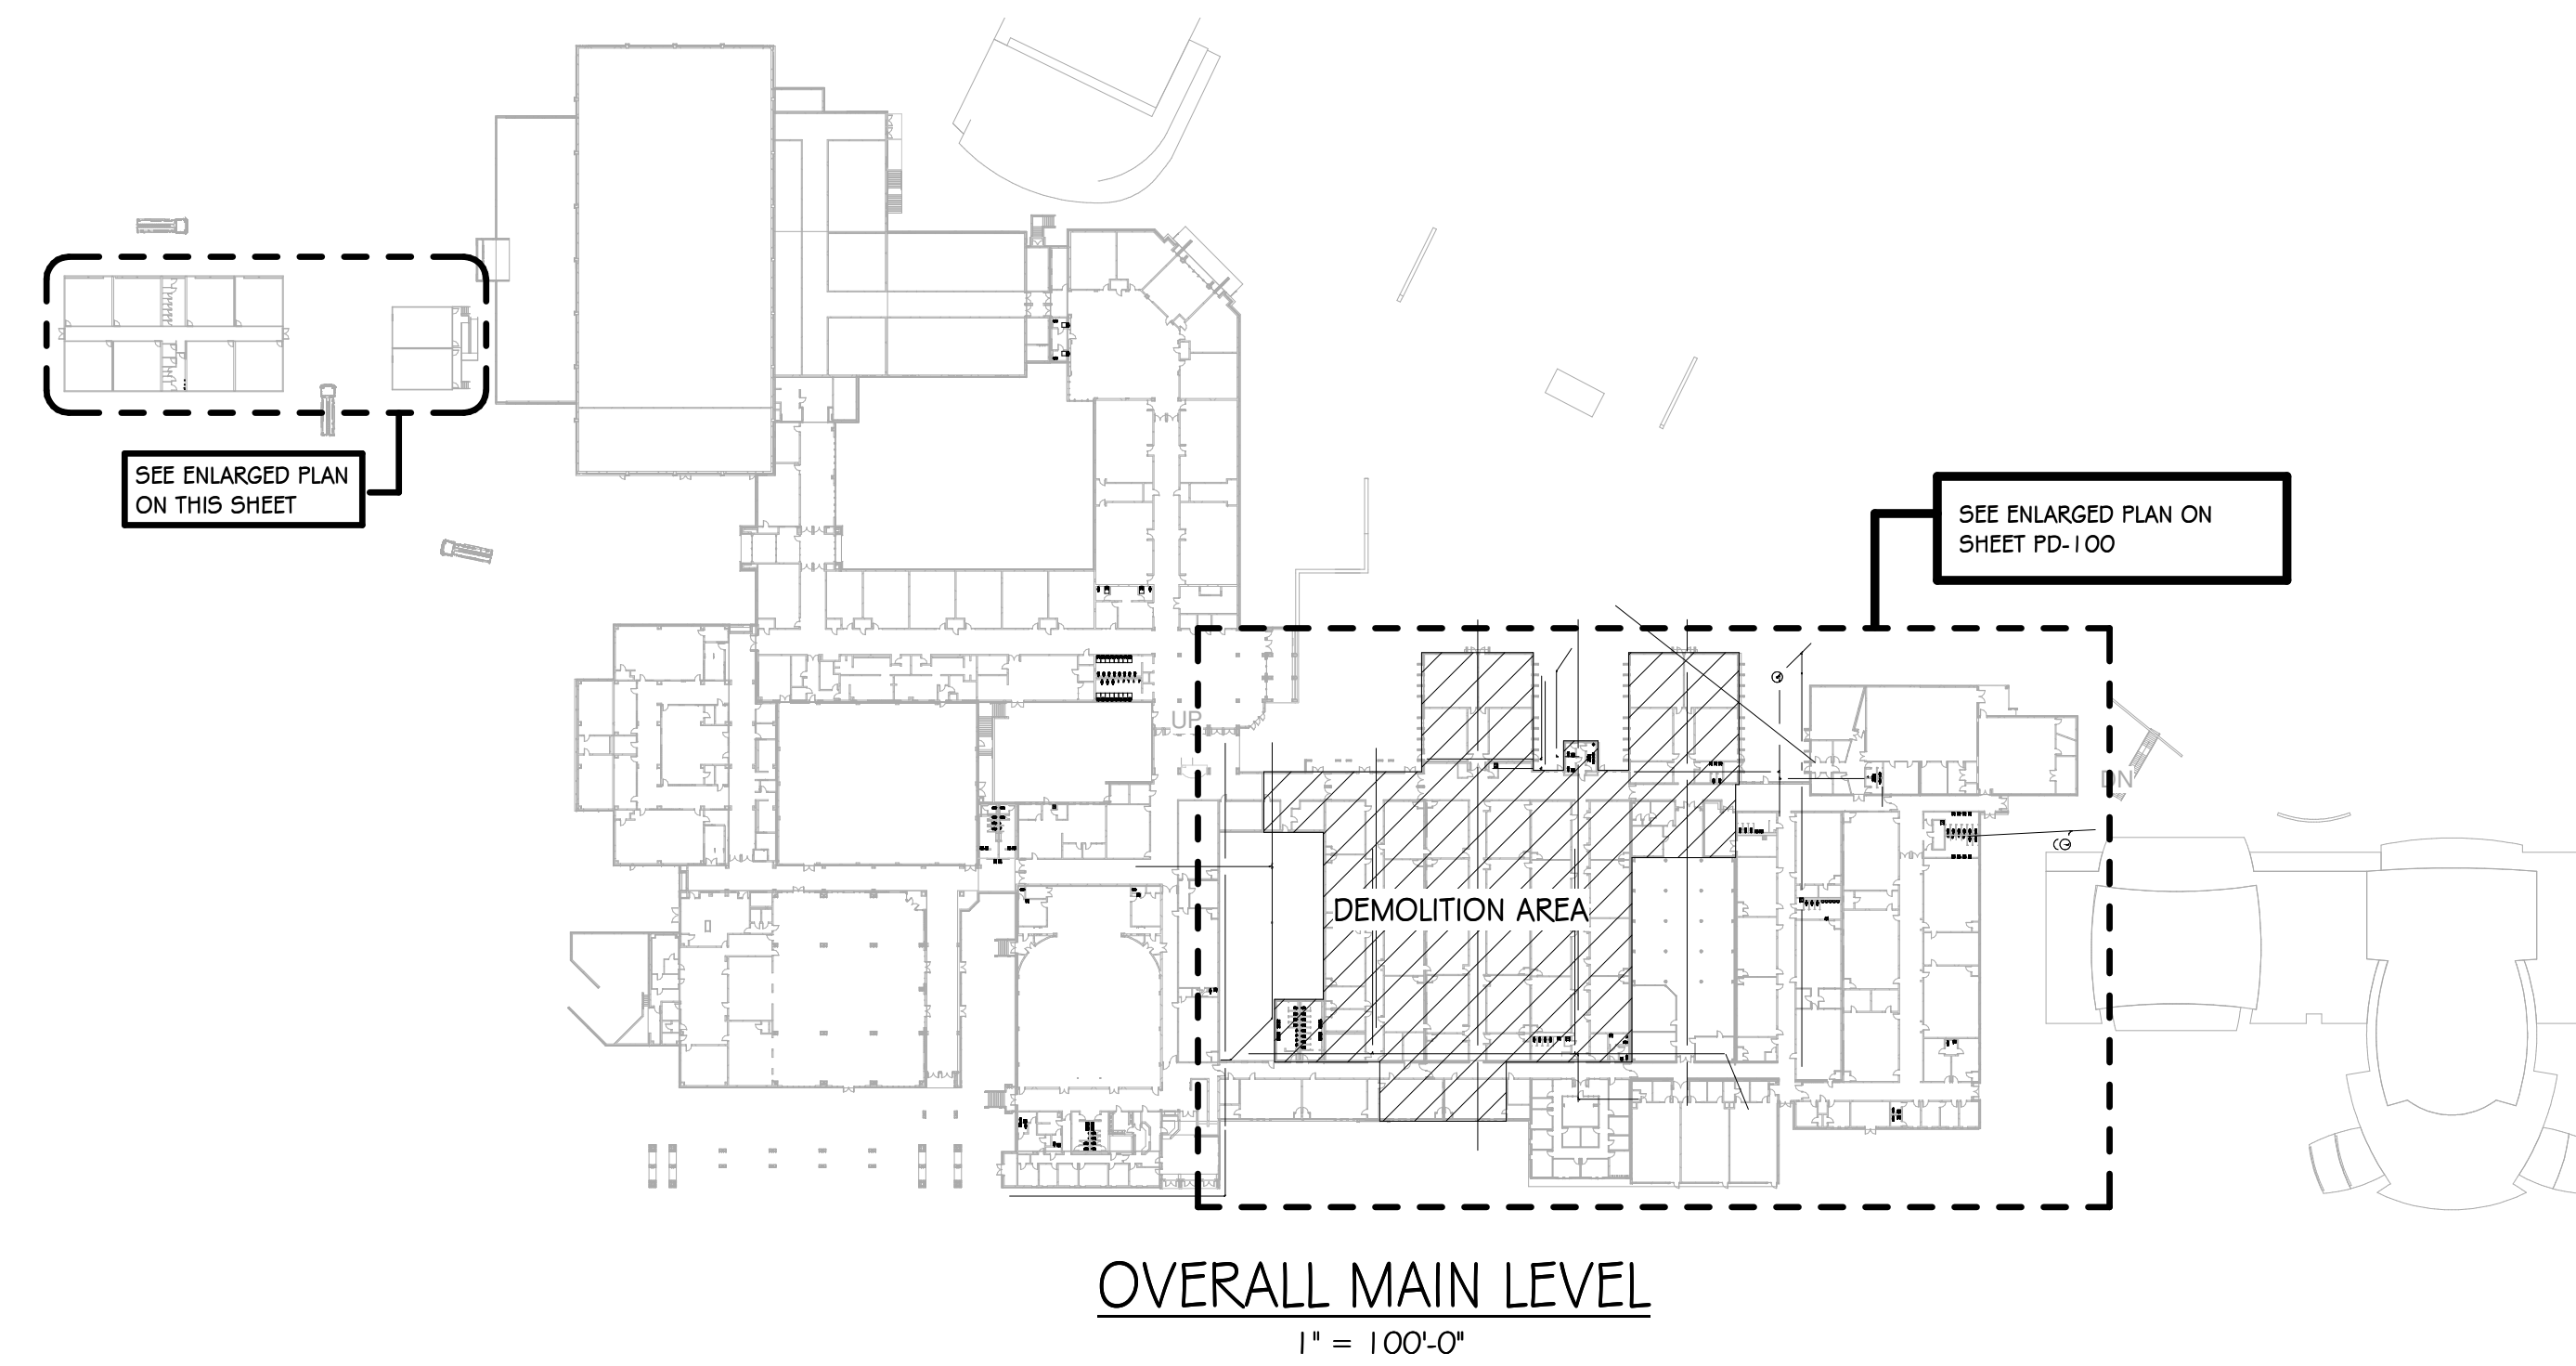 SEE ENLARGED PLAN
ON THIS SHEET
SEE ENLARGED PLAN ON
SHEET PD-100
UP
DN
DEMOLITION AREA
OVERALL MAIN LEVEL
1" = 100'-0"